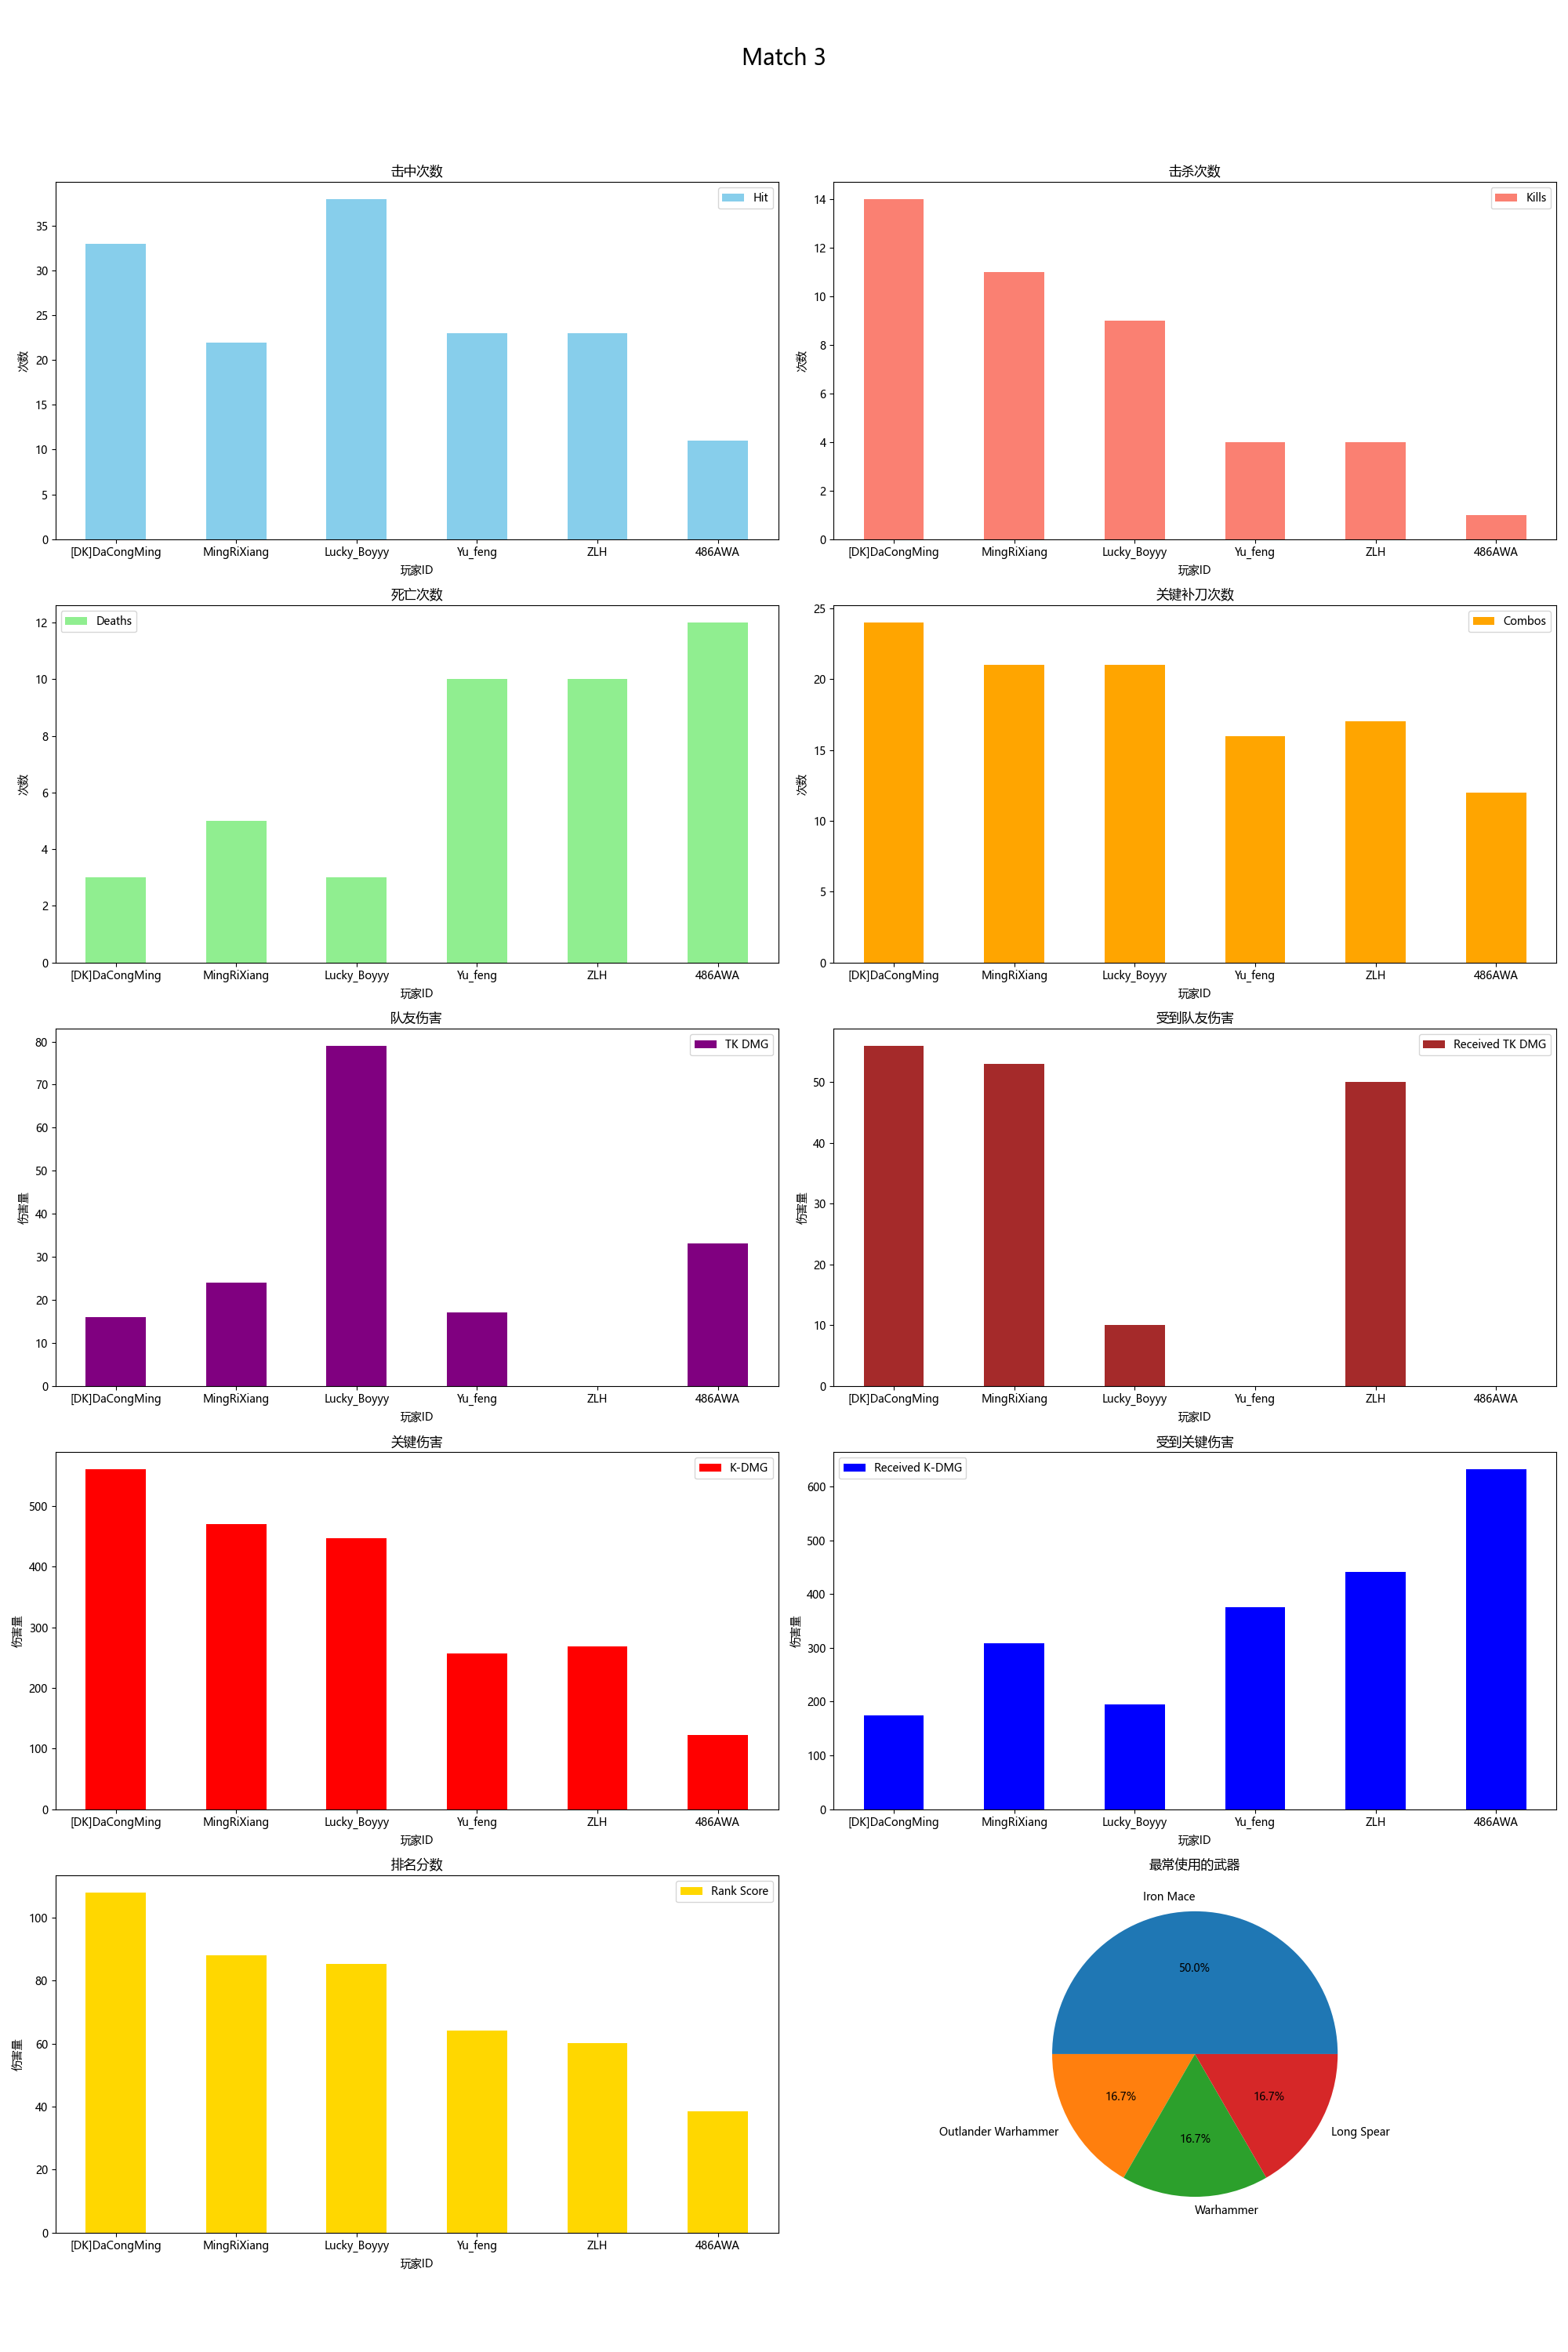 Match 3
击中次数
Hit
次数
35
30
25
20
15
10
5
0
[DK]DaCongMing MingRiXiang Lucky_Boyyy Yu_feng ZLH 486AWA
玩家ID
击杀次数
Kills
次数
14
12
10
8
6
4
2
0
[DK]DaCongMing MingRiXiang Lucky_Boyyy Yu_feng ZLH 486AWA
玩家ID
死亡次数
Deaths
次数
12
10
8
6
4
2
0
[DK]DaCongMing MingRiXiang Lucky_Boyyy Yu_feng ZLH 486AWA
玩家ID
关键补刀次数
Combos
次数
25
20
15
10
5
0
[DK]DaCongMing MingRiXiang Lucky_Boyyy Yu_feng ZLH 486AWA
玩家ID
队友伤害
TK DMG
伤害量
80
70
60
50
40
30
20
10
0
[DK]DaCongMing MingRiXiang Lucky_Boyyy Yu_feng ZLH 486AWA
玩家ID
受到队友伤害
Received TK DMG
伤害量
50
40
30
20
10
0
[DK]DaCongMing MingRiXiang Lucky_Boyyy Yu_feng ZLH 486AWA
玩家ID
关键伤害
K-DMG
伤害量
500
400
300
200
100
0
[DK]DaCongMing MingRiXiang Lucky_Boyyy Yu_feng ZLH 486AWA
玩家ID
受到关键伤害
Received K-DMG
伤害量
600
500
400
300
200
100
0
[DK]DaCongMing MingRiXiang Lucky_Boyyy Yu_feng ZLH 486AWA
玩家ID
排名分数
Rank Score
伤害量
100
80
60
40
20
0
[DK]DaCongMing MingRiXiang Lucky_Boyyy Yu_feng ZLH 486AWA
玩家ID
最常使用的武器
Iron Mace
50.0%
16.7%
16.7%
Outlander Warhammer
Long Spear
16.7%
Warhammer